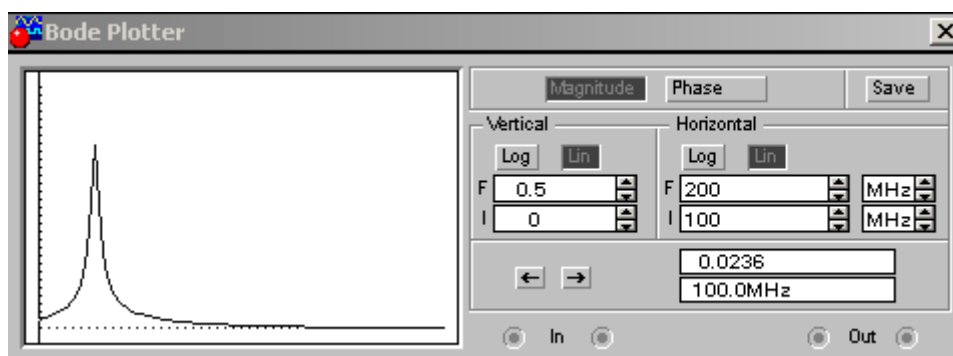 Bode Plotter
Magnitude Phase Save
Vertical Horizontal
Log Lin Log Lin
F 0.5 F 200 MHz
I 0 I 100 MHz
← →
0.0236
100.0MHz
In Out